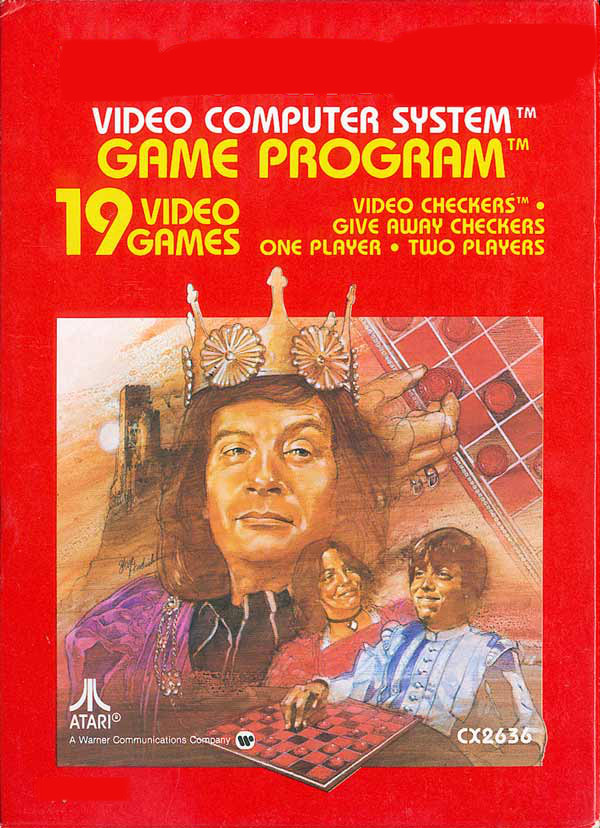 VIDEO COMPUTER SYSTEM™
GAME PROGRAM™
19 VIDEO GAMES
VIDEO CHECKERS™ •
GIVE AWAY CHECKERS
ONE PLAYER • TWO PLAYERS
ATARI®
A Warner Communications Company
CX2636